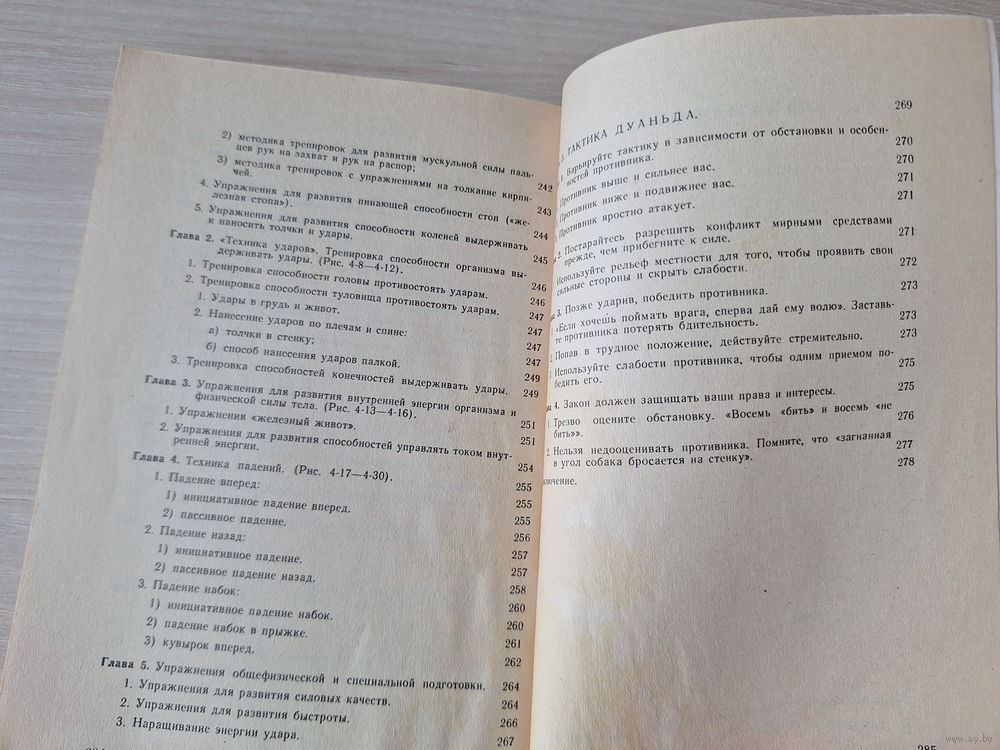 2) методика тренировок для развития мускульной силы паль-
цев рук на захват и рук на распор; 242
3) методика тренировок с упражнениями на толкание кирпи-
чей. 243
4. Упражнения для развития пинающей способности стоп («же-
лезная стопа»). 244
5. Упражнения для развития способности коленей выдерживать
и наносить толчки и удары. 245
Глава 2. «Техника ударов». Тренировка способности организма вы-
держивать удары. (Рис. 4-8—4-12). 246
1. Тренировка способности головы противостоять ударам. 246
2. Тренировка способности туловища противостоять ударам. 247
1. Удары в грудь и живот. 247
2. Нанесение ударов по плечам и спине: 247
а) толчки в стенку; 247
б) способ нанесения ударов палкой. 249
3. Тренировка способностей конечностей выдерживать удары. 249
Глава 3. Упражнения для развития внутренней энергии организма и
физической силы тела. (Рис. 4-13—4-16). 251
1. Упражнения «железный живот». 251
2. Упражнения для развития способностей управлять током внут-
ренней энергии. 254
Глава 4. Техника падений. (Рис. 4-17—4-30). 255
1. Падение вперед: 255
1) инициативное падение вперед. 255
2) пассивное падение. 256
2. Падение назад: 257
1) инициативное падение. 257
2) пассивное падение назад. 258
3. Падение набок: 260
1) инициативное падение набок. 260
2) падение набок в прыжке. 261
3) кувырок вперед. 262
Глава 5. Упражнения общефизической и специальной подготовки. 264
1. Упражнения для развития силовых качеств. 264
2. Упражнения для развития быстроты. 266
3. Наращивание энергии удара. 267
5. ТАКТИКА ДУАНЬДА. 269
1. Варьируйте тактику в зависимости от обстановки и особен-
ностей противника. 270
Противник выше и сильнее вас. 270
Противник ниже и подвижнее вас. 271
Противник яростно атакует. 271
2. Постарайтесь разрешить конфликт мирными средствами
прежде, чем прибегните к силе. 271
Используйте рельеф местности для того, чтобы проявить свои
сильные стороны и скрыть слабости. 272
3. Позже ударив, победить противника. 273
«Если хочешь поймать врага, сперва дай ему волю». Заставь-
те противника потерять бдительность. 273
2. Попав в трудное положение, действуйте стремительно. 273
3. Используйте слабости противника, чтобы одним приемом по-
бедить его. 275
4. Закон должен защищать ваши права и интересы. 275
1. Трезво оцените обстановку. «Восемь «бить» и восемь «не
бить»». 276
2. Нельзя недооценивать противника. Помните, что «загнанная
в угол собака бросается на стенку». 277
лючение. 278
285
www.ay.by